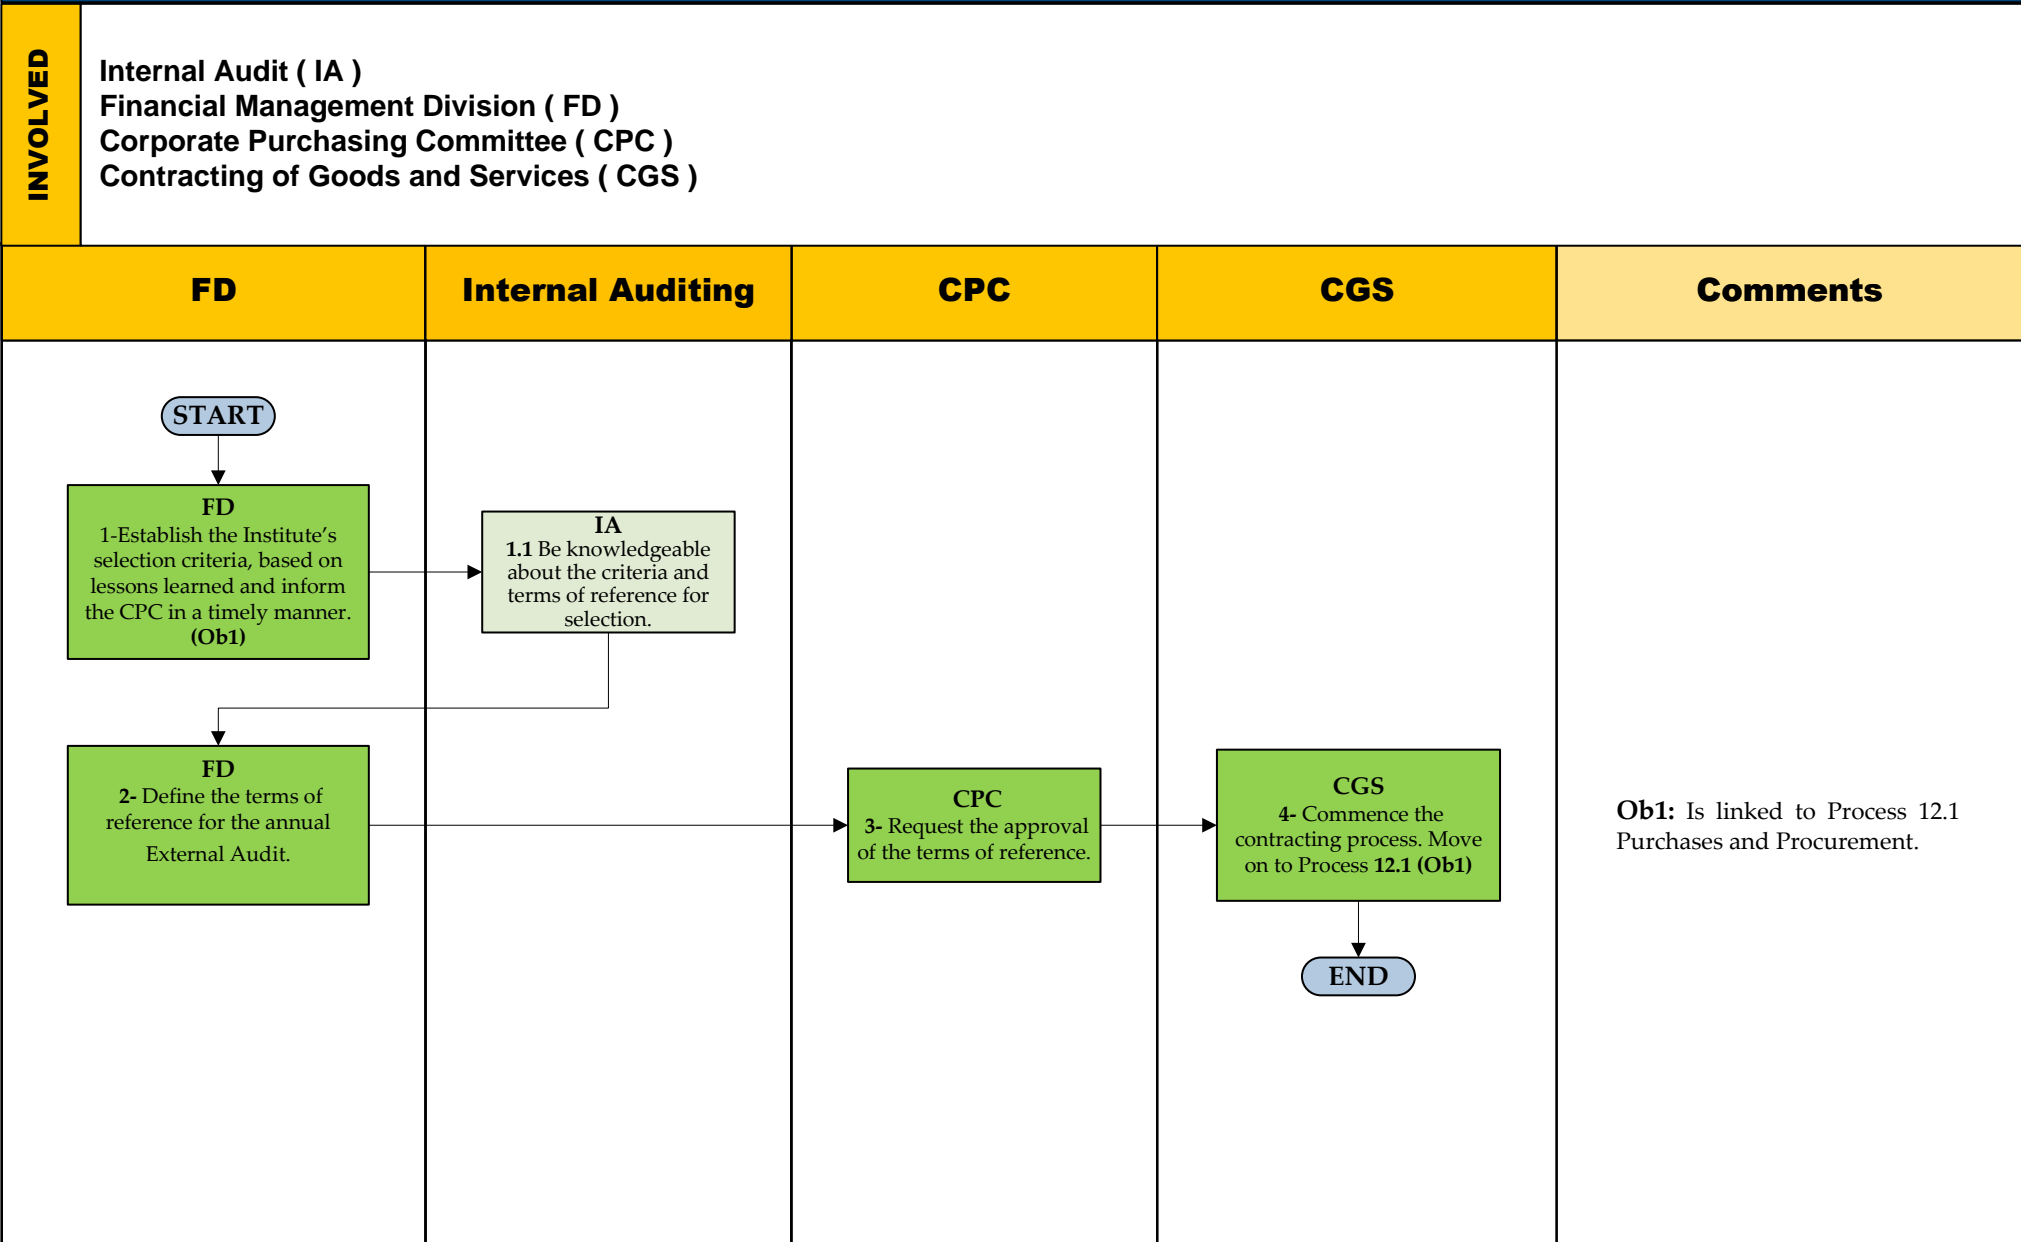 INVOLVED
Internal Audit ( IA )
Financial Management Division ( FD )
Corporate Purchasing Committee ( CPC )
Contracting of Goods and Services ( CGS )
FD
Internal Auditing
CPC
CGS
Comments
START
FD
1-Establish the Institute’s
selection criteria, based on
lessons learned and inform
the CPC in a timely manner.
(Ob1)
IA
1.1 Be knowledgeable
about the criteria and
terms of reference for
selection.
FD
2- Define the terms of
reference for the annual
External Audit.
CPC
3- Request the approval
of the terms of reference.
CGS
4- Commence the
contracting process. Move
on to Process 12.1 (Ob1)
END
Ob1: Is linked to Process 12.1
Purchases and Procurement.